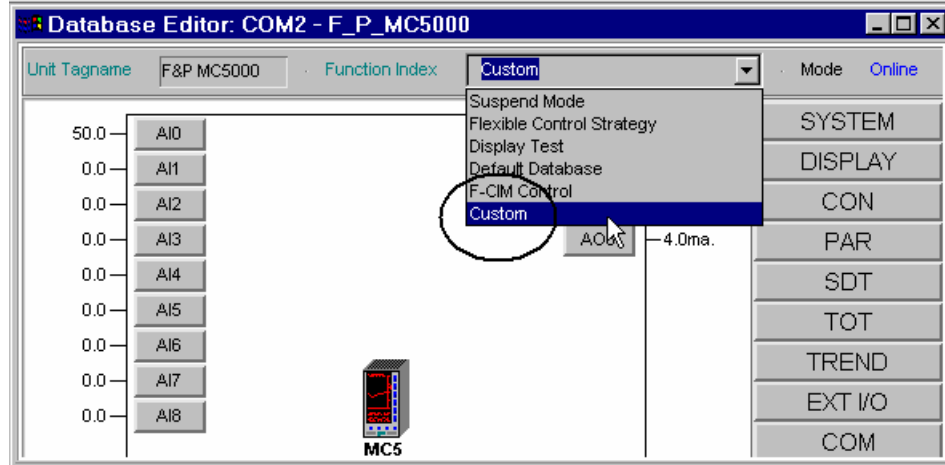 Database Editor: COM2 - F_P_MC5000
Unit Tagname F&P MC5000 Function Index Custom Mode Online
Suspend Mode
Flexible Control Strategy
Display Test
Default Database
F-CIM Control
Custom
50.0 AI0
0.0 AI1
0.0 AI2
0.0 AI3
0.0 AI4
0.0 AI5
0.0 AI6
0.0 AI7
0.0 AI8
4.0ma.
MC5
SYSTEM
DISPLAY
CON
PAR
SDT
TOT
TREND
EXT I/O
COM